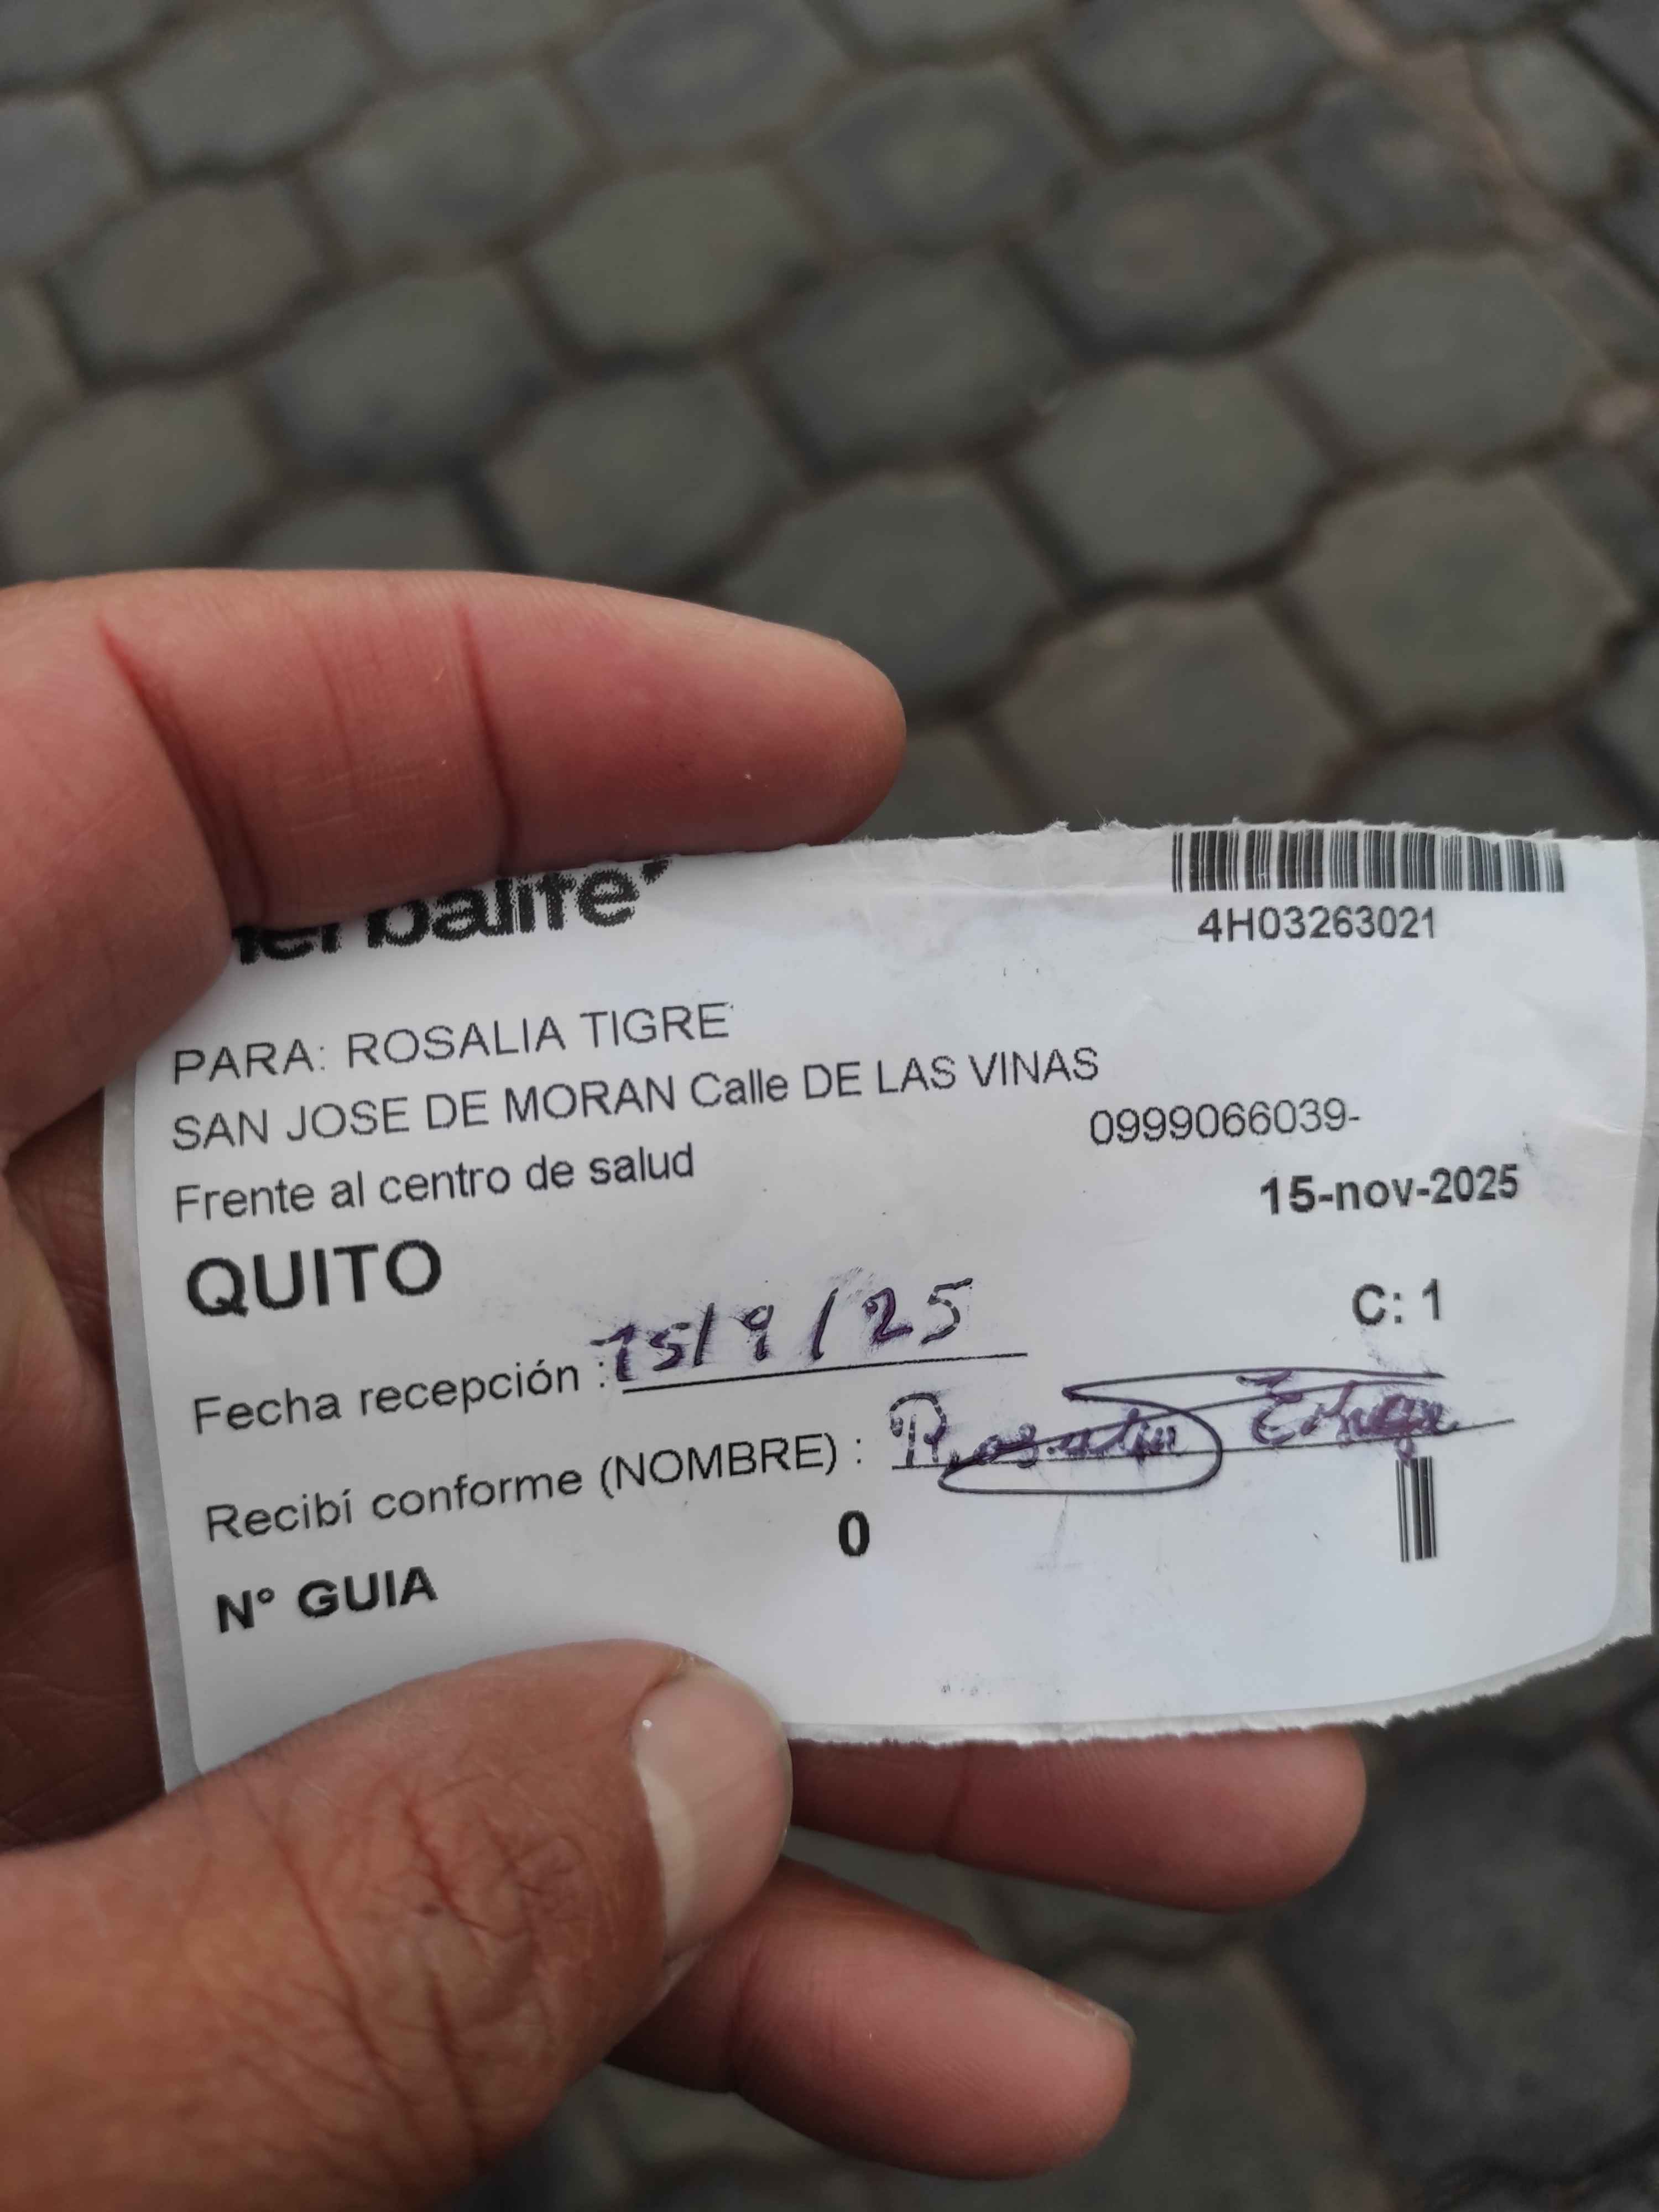 herbalife
4H03263021
PARA: ROSALIA TIGRE
SAN JOSE DE MORAN Calle DE LAS VINAS
0999066039-
Frente al centro de salud
15-nov-2025
QUITO
C: 1
Fecha recepción : 15/9/25
Recibí conforme (NOMBRE) :
N° GUIA 0